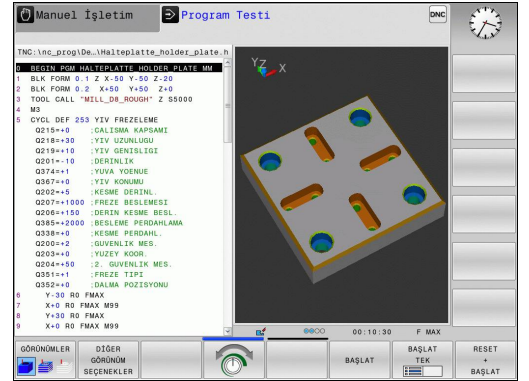 Manuel İşletim
Program Testi
DNC
TNC:\nc_prog\De…\Halteplatte_holder_plate.h
0 BEGIN PGM HALTEPLATTE_HOLDER_PLATE MM
1 BLK FORM 0.1 Z X-50 Y-50 Z-20
2 BLK FORM 0.2 X+50 Y+50 Z+0
3 TOOL CALL "MILL_D8_ROUGH" Z S5000
4 M3
5 CYCL DEF 253 YIV FREZELEME
Q215=+0 ;CALISMA KAPSAMI
Q218=+30 ;YIV UZUNLUGU
Q219=+10 ;YIV GENISLIGI
Q201=-10 ;DERINLIK
Q374=+1 ;YUVA YOENUE
Q367=+0 ;YIV KONUMU
Q202=+5 ;KESME DERINL.
Q207=+1000 ;FREZE BESLEMESI
Q206=+150 ;DERIN KESME BESL.
Q385=+2000 ;BESLEME PERDAHLAMA
Q338=+0 ;KESME PERDAHL.
Q200=+2 ;GUVENLIK MES.
Q203=+0 ;YUZEY KOOR.
Q204=+50 ;2. GUVENLIK MES.
Q351=+1 ;FREZE TIPI
Q352=+0 ;DALMA POZISYONU
6 Y-30 R0 FMAX
7 X+0 R0 FMAX M99
8 Y+30 R0 FMAX
9 X+0 R0 FMAX M99
Y Z X
00:10:30 F MAX
GÖRÜNÜMLER
DİĞER
GÖRÜNÜM
SEÇENEKLER
BAŞLAT
BAŞLAT
TEK
RESET
+
BAŞLAT